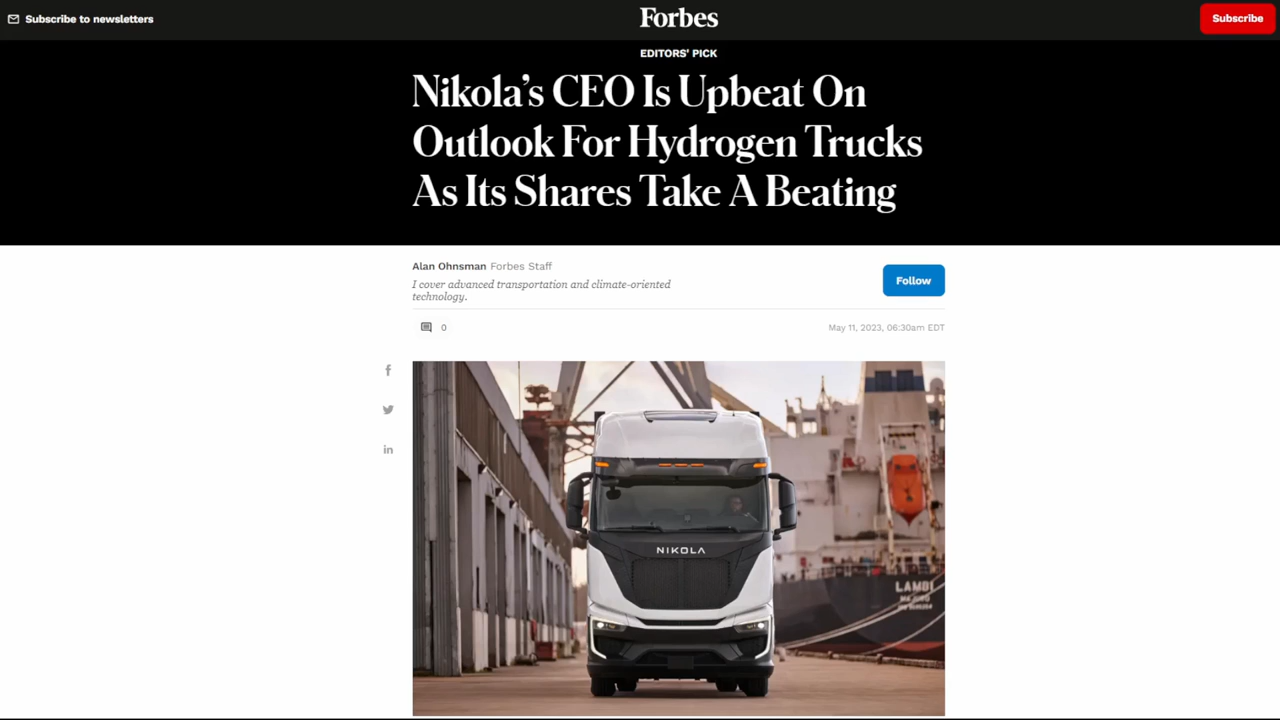 Subscribe to newsletters
Forbes
Subscribe
EDITORS' PICK
Nikola’s CEO Is Upbeat On
Outlook For Hydrogen Trucks
As Its Shares Take A Beating
Alan Ohnsman Forbes Staff
I cover advanced transportation and climate-oriented
technology.
Follow
0
May 11, 2023, 06:30am EDT
f
in
NIKOLA
LAMBI
MAJURO